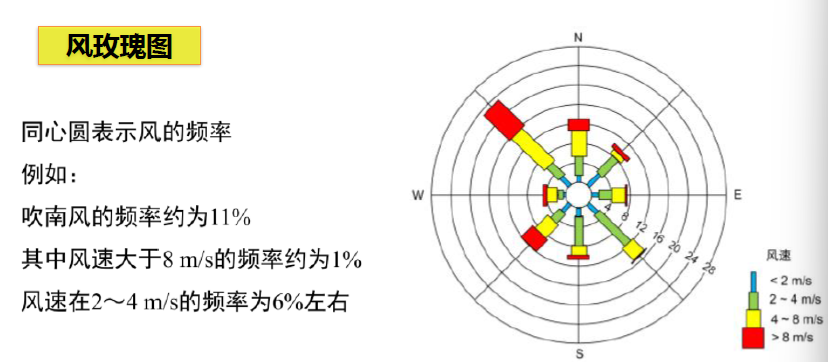 风玫瑰图
同心圆表示风的频率
例如：
吹南风的频率约为11%
其中风速大于8 m/s的频率约为1%
风速在2～4 m/s的频率为6%左右
N
W
E
S
4
8
12
16
20
24
28
风速
<2 m/s
2~4 m/s
4~8 m/s
>8 m/s